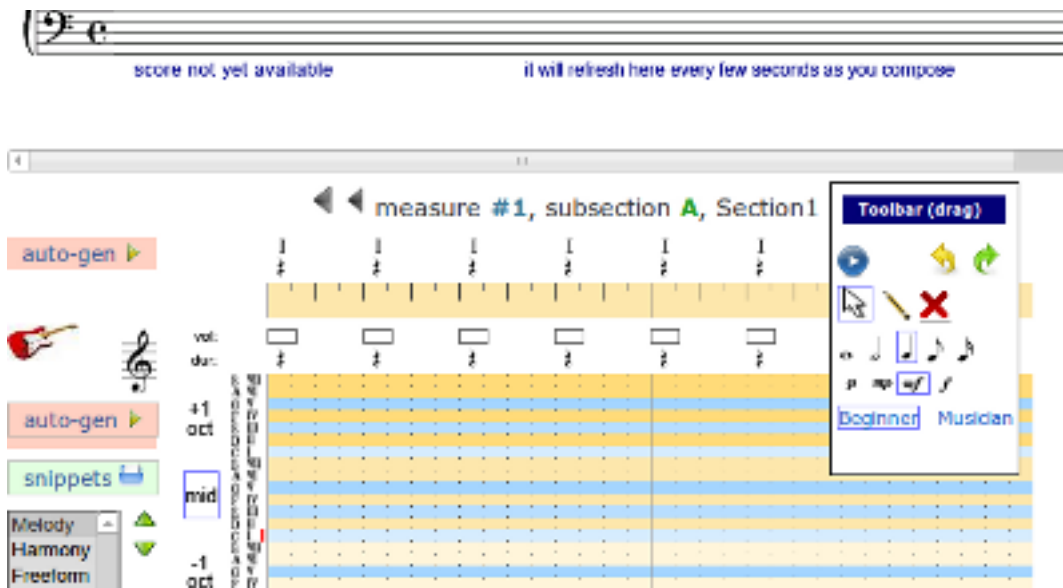 score not yet available it will refresh here every few seconds as you compose
measure #1, subsection A, Section1
Toolbar (drag)
auto-gen
I I I I I I
vol:
dur:
+1
oct
p mp mf f
auto-gen
Beginner Musician
snippets
mid
Melody
Harmony
Freeform
-1
oct